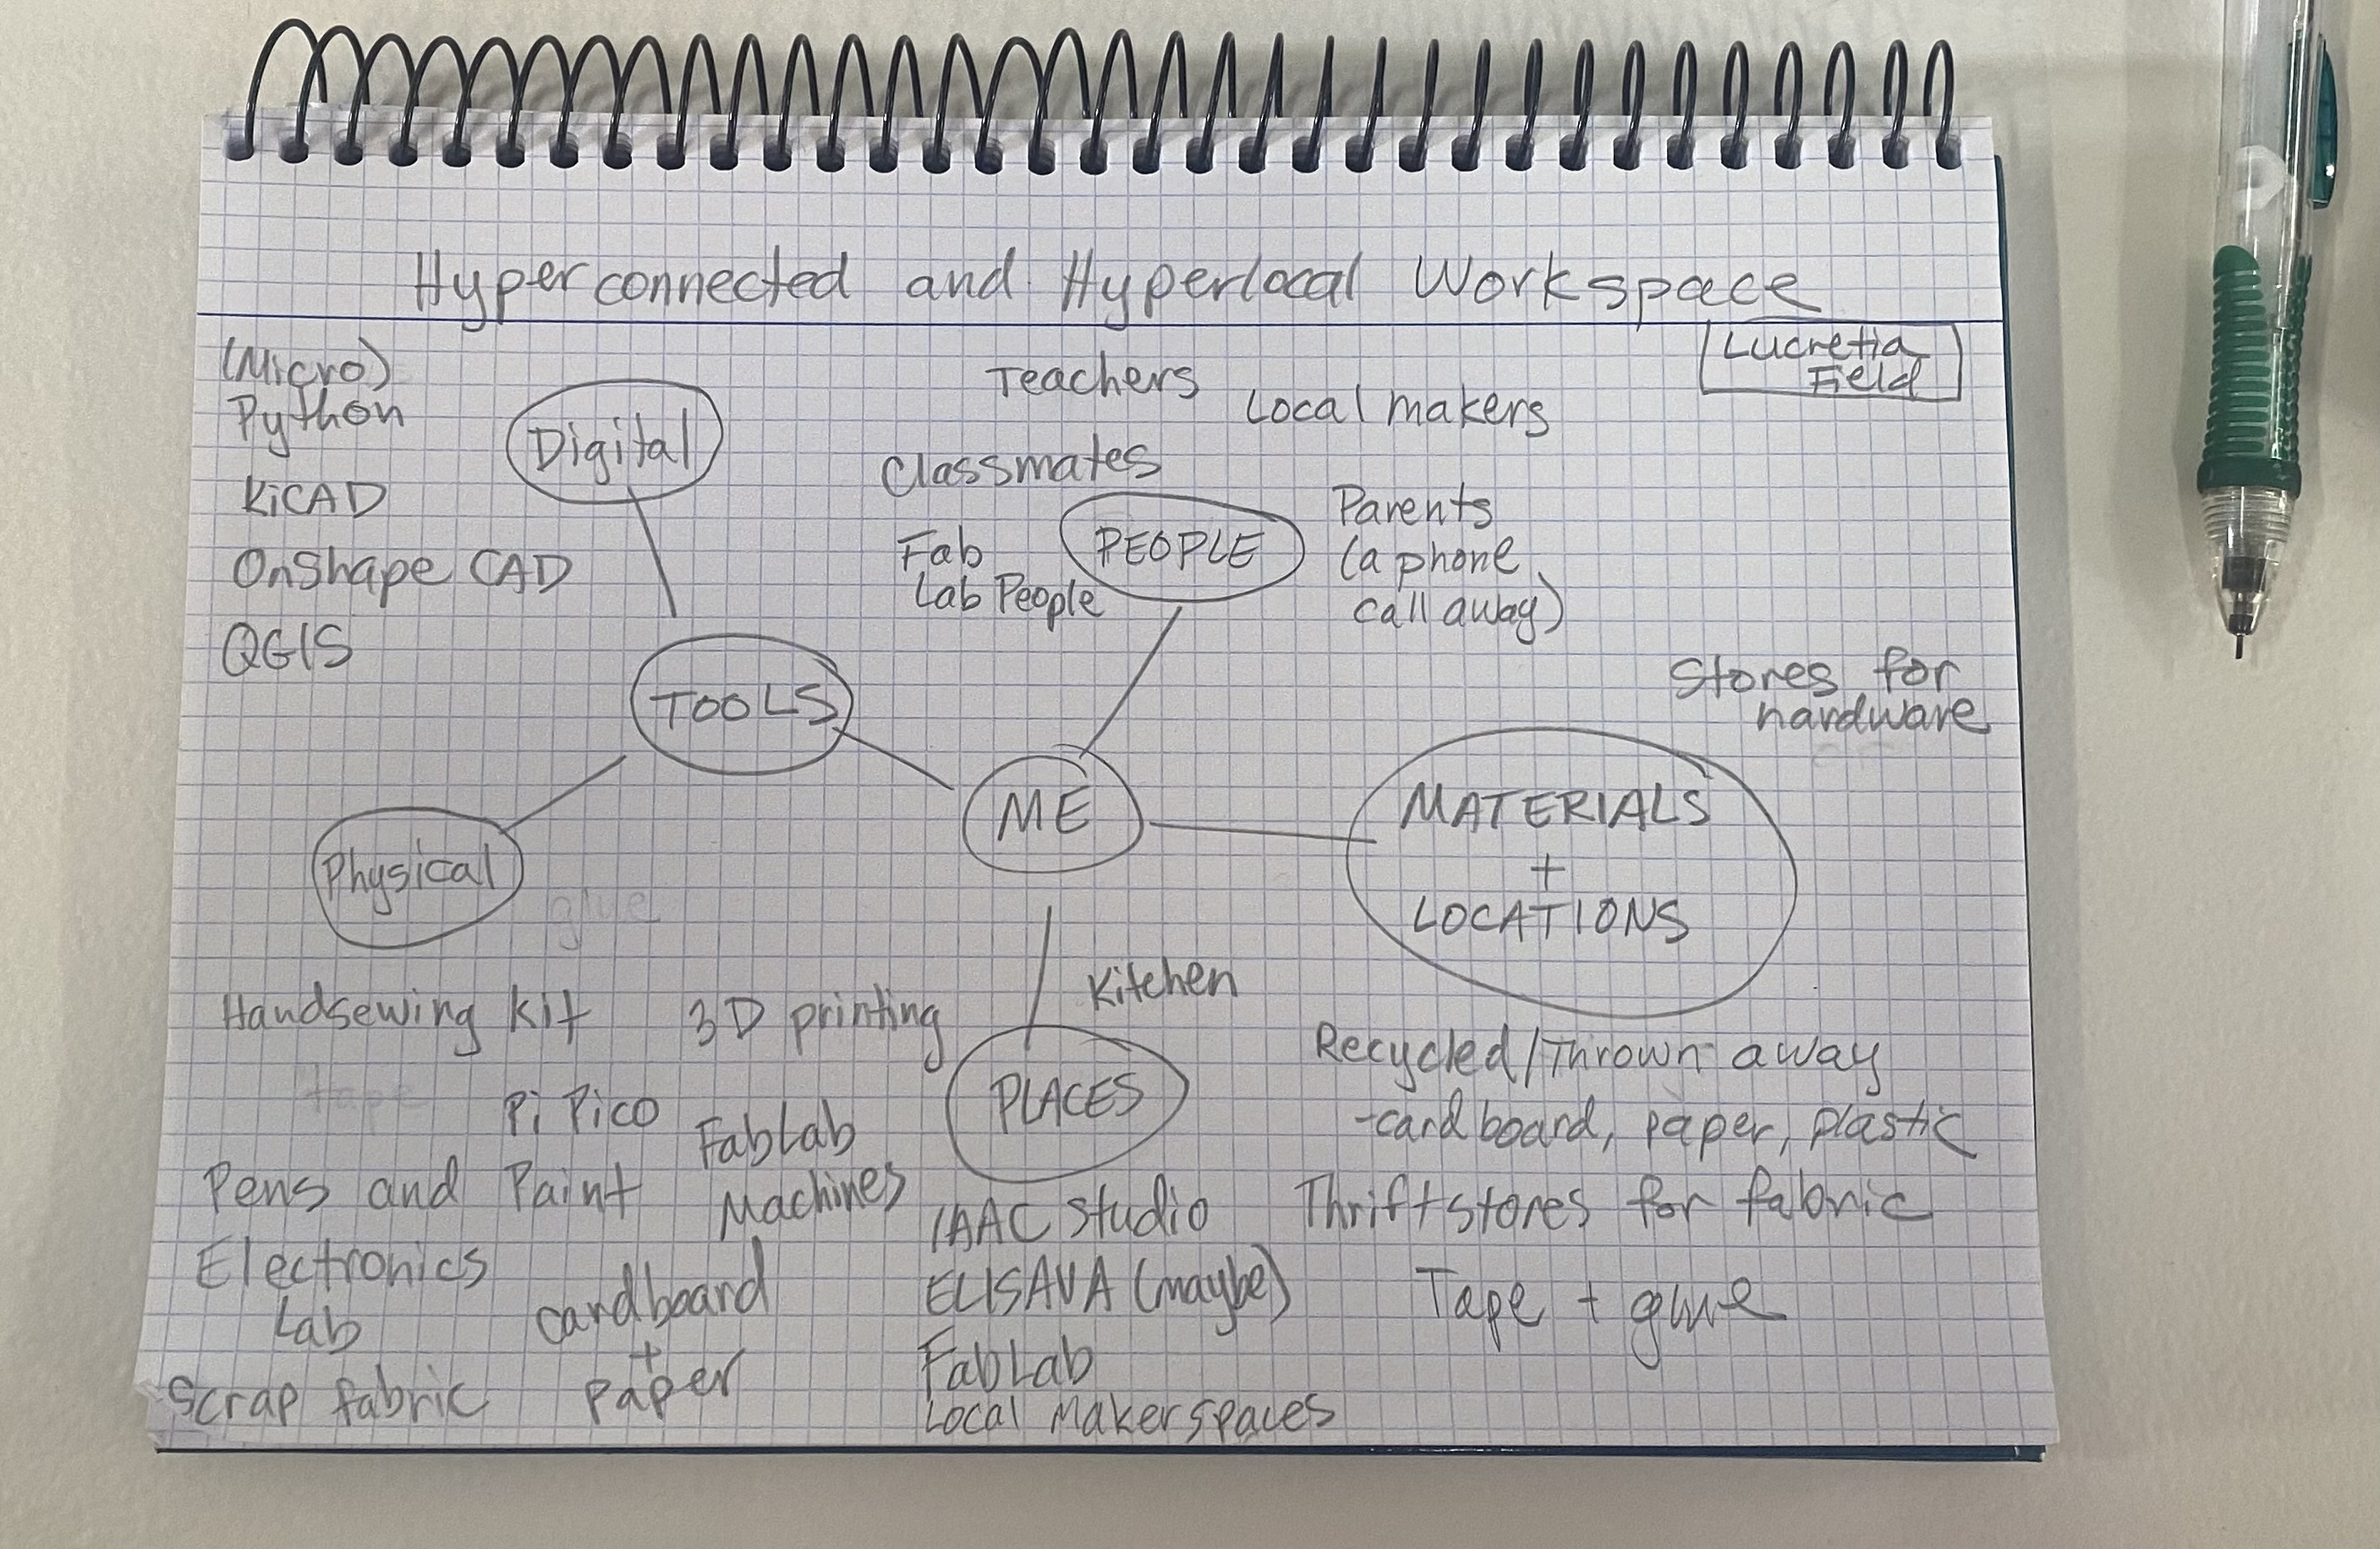 Hyperconnected and Hyperlocal Workspace
Lucretia
Field
(Micro)
Python
KiCAD
OnShape CAD
QGIS
Digital
Teachers
Local makers
Classmates
Fab
Lab People
PEOPLE
Parents
(a phone
call away)
TOOLS
ME
Stores for
hardware
MATERIALS
+
LOCATIONS
Physical
glue
Handsewing kit
3D printing
tape
Pi Pico
FabLab
Machines
Pens and Paint
Electronics
Lab
cardboard
+
paper
Scrap fabric
Kitchen
PLACES
IAAC studio
ELISAVA (maybe)
FabLab
Local Makerspaces
Recycled/Thrown away
-cardboard, paper, plastic
Thriftstores for fabric
Tape + glue